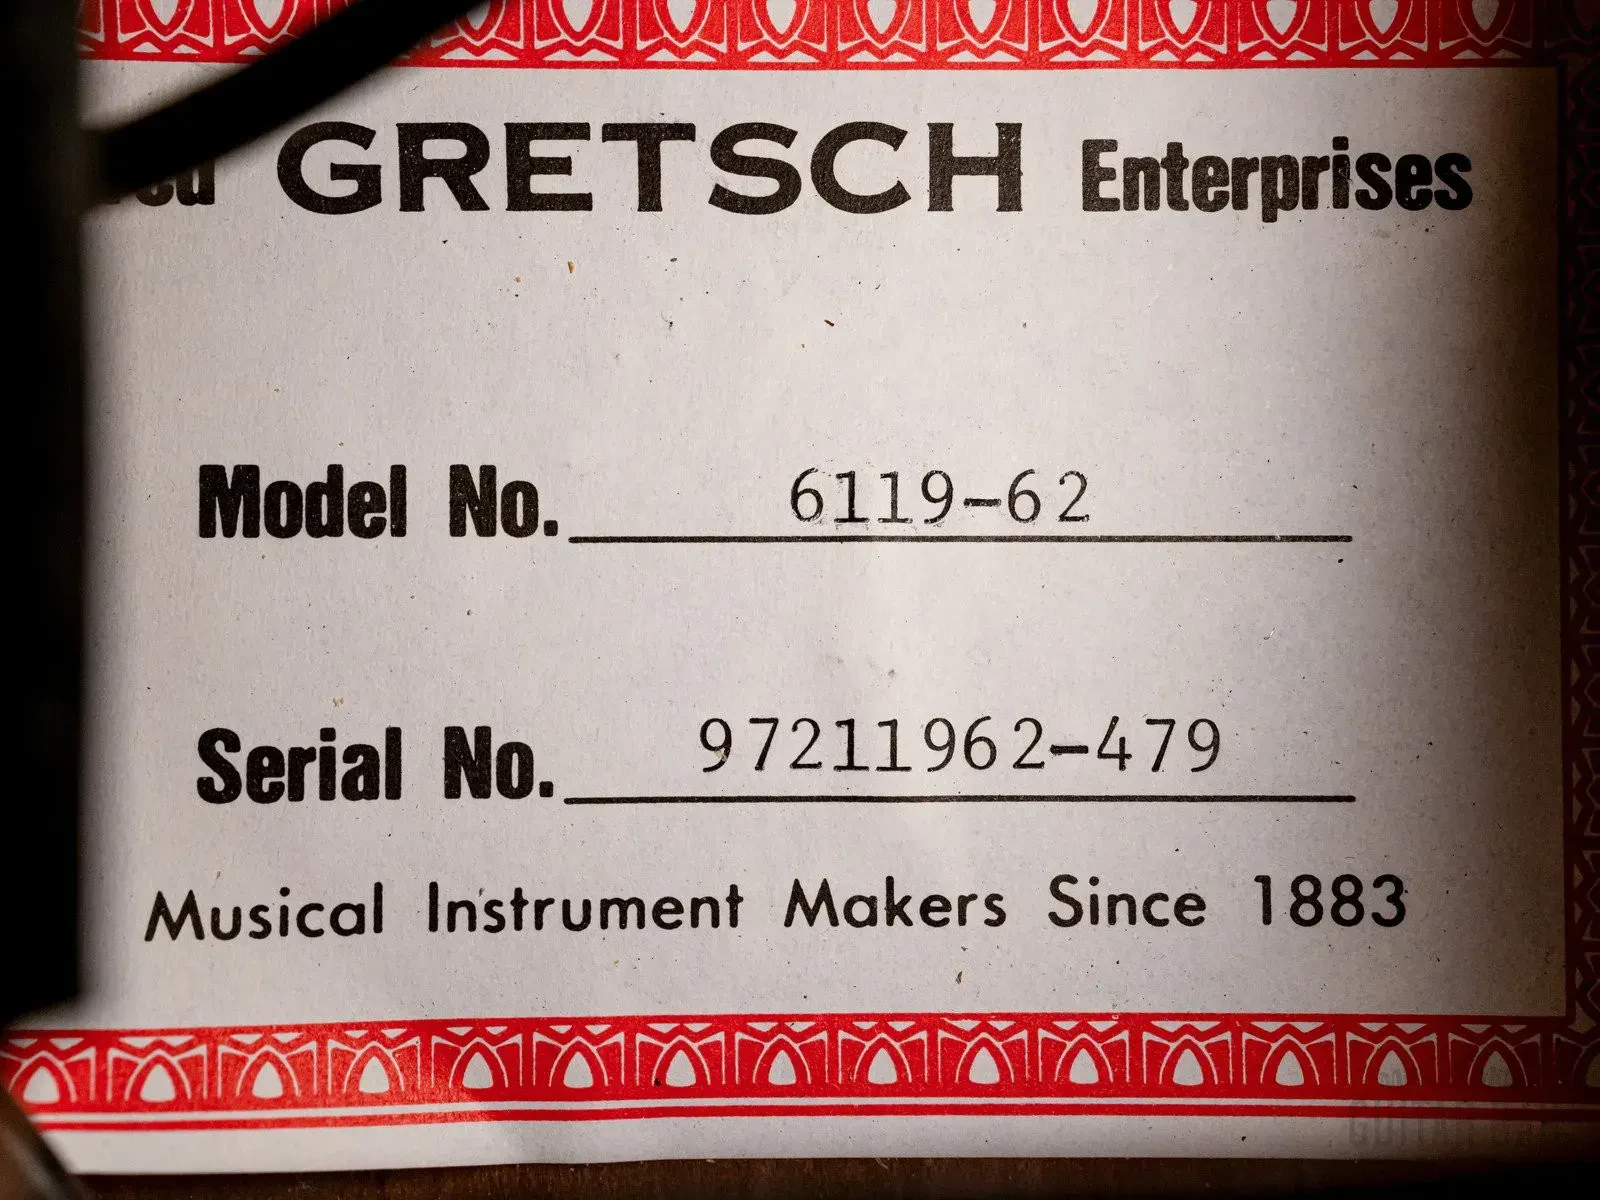 GRETSCH Enterprises
Model No. 6119-62
Serial No. 97211962-479
Musical Instrument Makers Since 1883